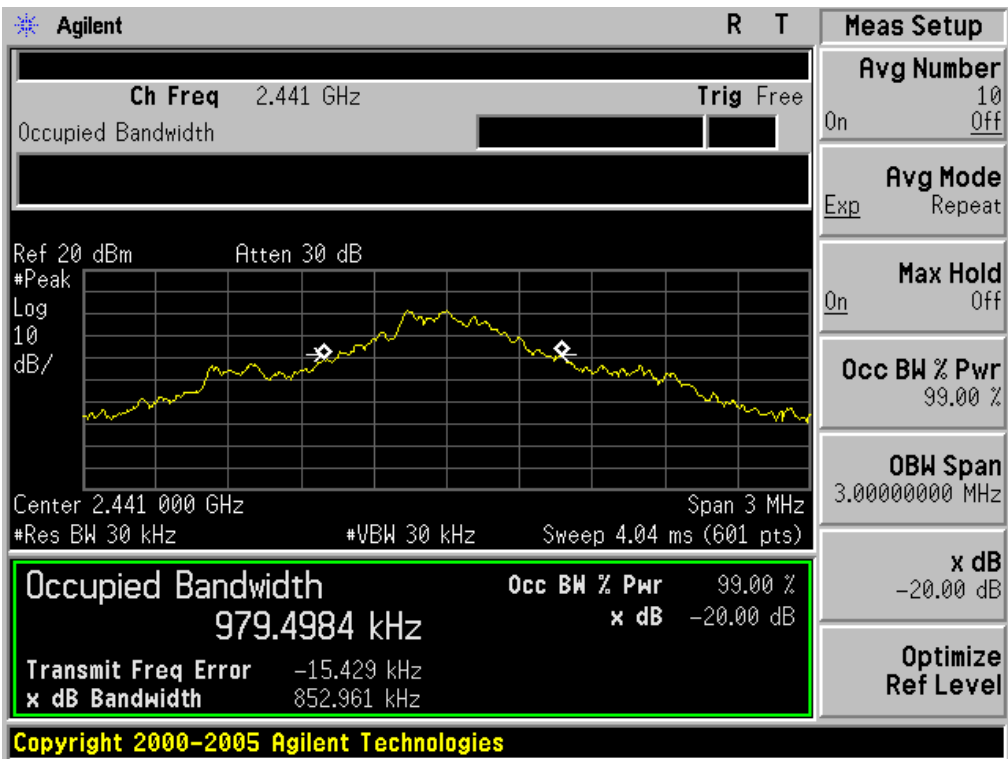 Agilent R T
Ch Freq 2.441 GHz Trig Free
Occupied Bandwidth
Ref 20 dBm Atten 30 dB
#Peak
Log
10
dB/
Center 2.441 000 GHz Span 3 MHz
#Res BW 30 kHz #VBW 30 kHz Sweep 4.04 ms (601 pts)
Occupied Bandwidth
979.4984 kHz
Occ BW % Pwr 99.00 %
x dB -20.00 dB
Transmit Freq Error -15.429 kHz
x dB Bandwidth 852.961 kHz
Copyright 2000-2005 Agilent Technologies
Meas Setup
Avg Number
10
On Off
Avg Mode
Exp Repeat
Max Hold
On Off
Occ BW % Pwr
99.00 %
OBW Span
3.00000000 MHz
x dB
-20.00 dB
Optimize
Ref Level